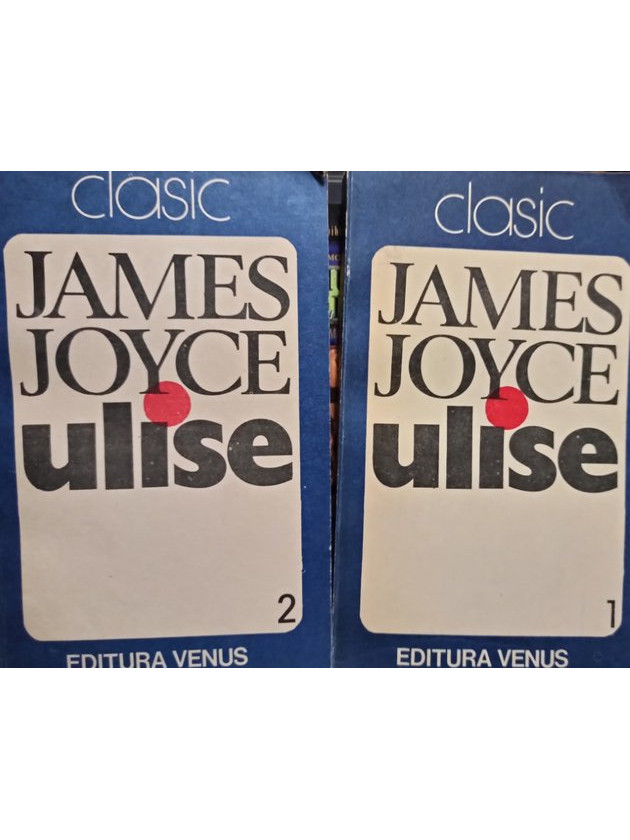 clasic
JAMES
JOYCE
ulise
2
EDITURA VENUS
clasic
JAMES
JOYCE
ulise
1
EDITURA VENUS